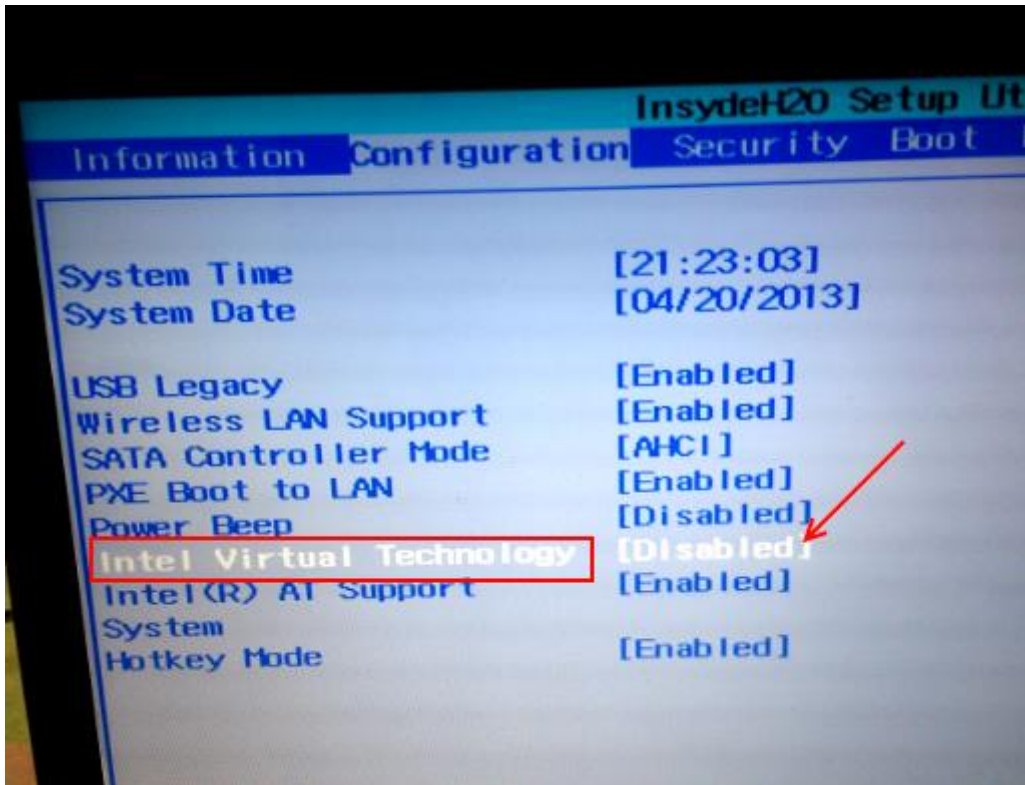 InsydeH2O Setup
Information Configuration Security Boot
System Time [21:23:03]
System Date [04/20/2013]
USB Legacy [Enabled]
Wireless LAN Support [Enabled]
SATA Controller Mode [AHCI]
PXE Boot to LAN [Enabled]
Power Beep [Disabled]
Intel Virtual Technology [Disabled]
Intel(R) AT Support [Enabled]
System
Hotkey Mode [Enabled]